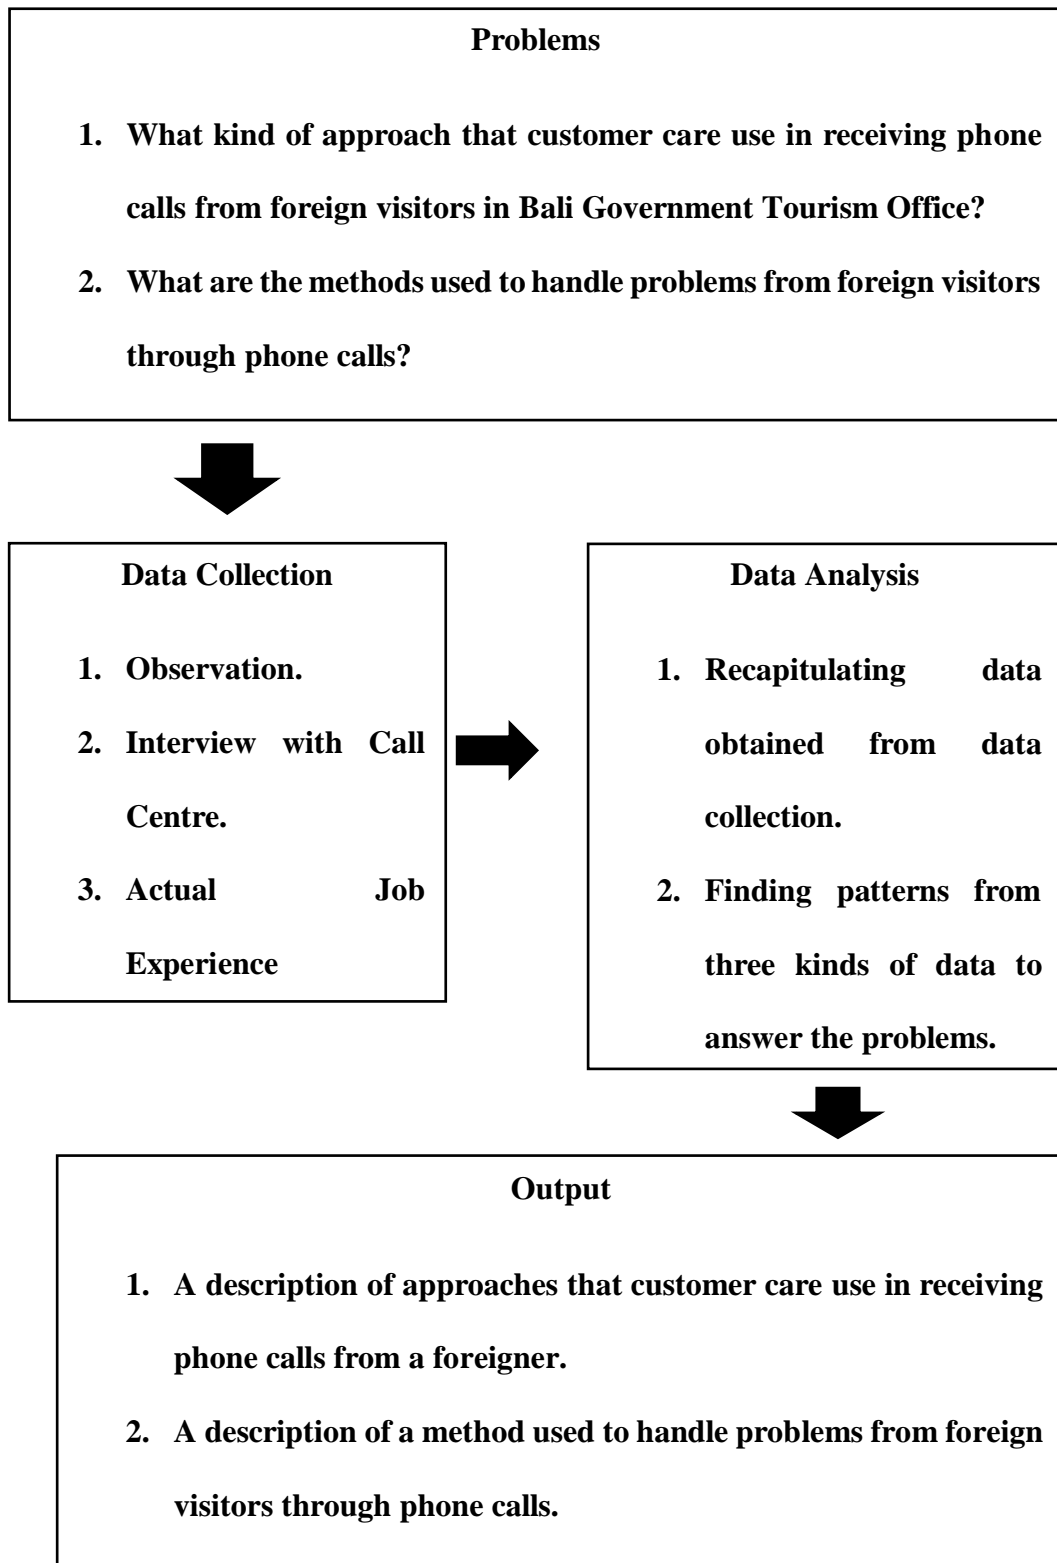 Problems
1. What kind of approach that customer care use in receiving phone
calls from foreign visitors in Bali Government Tourism Office?
2. What are the methods used to handle problems from foreign visitors
through phone calls?
Data Collection
1. Observation.
2. Interview with Call
Centre.
3. Actual Job
Experience
Data Analysis
1. Recapitulating data
obtained from data
collection.
2. Finding patterns from
three kinds of data to
answer the problems.
Output
1. A description of approaches that customer care use in receiving
phone calls from a foreigner.
2. A description of a method used to handle problems from foreign
visitors through phone calls.